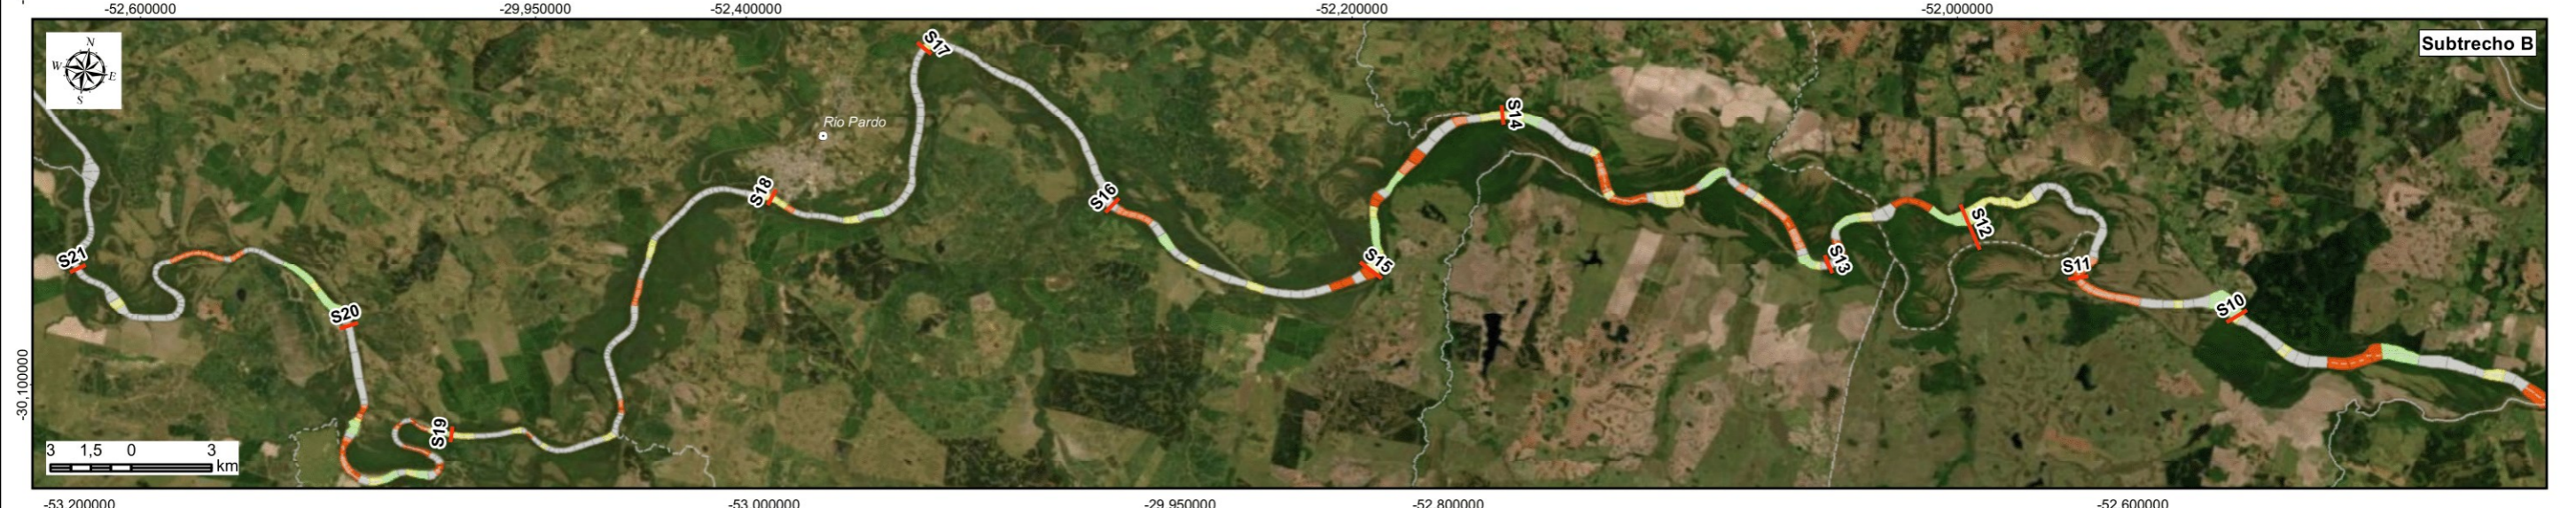 -52,600000 -29,950000 -52,400000 -52,200000 -52,000000
N
W E
S
Subtrecho B
S17
Rio Pardo
S14
S18
S16
S12
S21
S15
S13
S11
S20
S10
-30,100000
S19
3 1,5 0 3
km
-53,200000 -53,000000 -29,950000 -52,800000 -52,600000